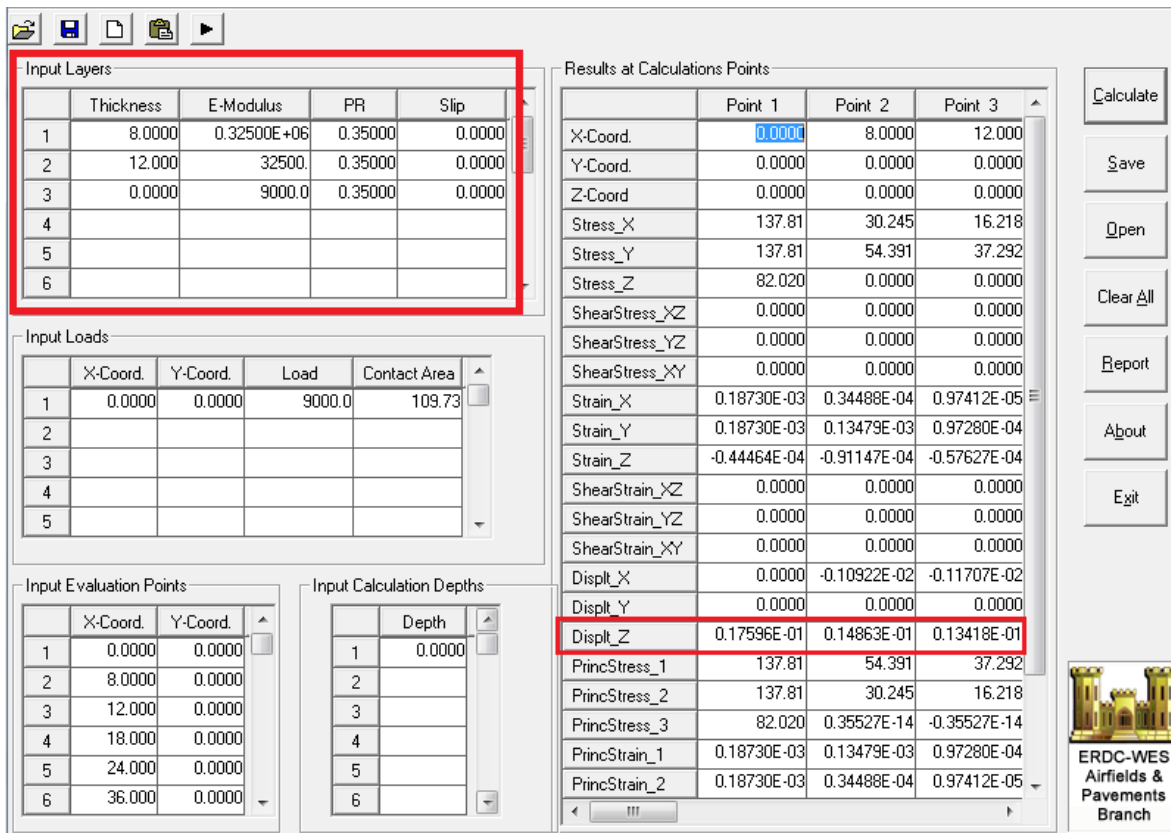 Input Layers
Thickness E-Modulus PR Slip
1 8.0000 0.32500E+06 0.35000 0.0000
2 12.000 32500. 0.35000 0.0000
3 0.0000 9000.0 0.35000 0.0000
4
5
6
Input Loads
X-Coord. Y-Coord. Load Contact Area
1 0.0000 0.0000 9000.0 109.73
2
3
4
5
Input Evaluation Points
X-Coord. Y-Coord.
1 0.0000 0.0000
2 8.0000 0.0000
3 12.000 0.0000
4 18.000 0.0000
5 24.000 0.0000
6 36.000 0.0000
Input Calculation Depths
Depth
1 0.0000
2
3
4
5
6
Results at Calculations Points
Point 1 Point 2 Point 3
X-Coord. 0.0000 8.0000 12.000
Y-Coord. 0.0000 0.0000 0.0000
Z-Coord 0.0000 0.0000 0.0000
Stress_X 137.81 30.245 16.218
Stress_Y 137.81 54.391 37.292
Stress_Z 82.020 0.0000 0.0000
ShearStress_XZ 0.0000 0.0000 0.0000
ShearStress_YZ 0.0000 0.0000 0.0000
ShearStress_XY 0.0000 0.0000 0.0000
Strain_X 0.18730E-03 0.34488E-04 0.97412E-05
Strain_Y 0.18730E-03 0.13479E-03 0.97280E-04
Strain_Z -0.44464E-04 -0.91147E-04 -0.57627E-04
ShearStrain_XZ 0.0000 0.0000 0.0000
ShearStrain_YZ 0.0000 0.0000 0.0000
ShearStrain_XY 0.0000 0.0000 0.0000
Displt_X 0.0000 -0.10922E-02 -0.11707E-02
Displt_Y 0.0000 0.0000 0.0000
Displt_Z 0.17596E-01 0.14863E-01 0.13418E-01
PrincStress_1 137.81 54.391 37.292
PrincStress_2 137.81 30.245 16.218
PrincStress_3 82.020 0.35527E-14 -0.35527E-14
PrincStrain_1 0.18730E-03 0.13479E-03 0.97280E-04
PrincStrain_2 0.18730E-03 0.34488E-04 0.97412E-05
Calculate
Save
Open
Clear All
Report
About
Exit
ERDC-WES
Airfields &
Pavements
Branch